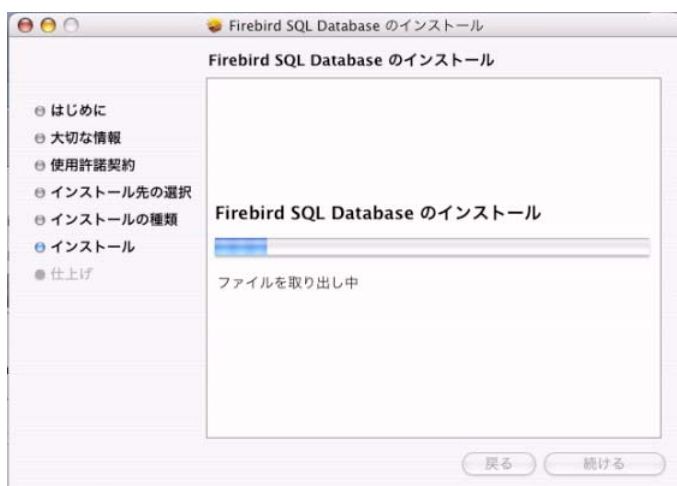 Firebird SQL Database のインストール
Firebird SQL Database のインストール
はじめに
大切な情報
使用許諾契約
インストール先の選択
インストールの種類
インストール
仕上げ
Firebird SQL Database のインストール
ファイルを取り出し中
戻る
続ける